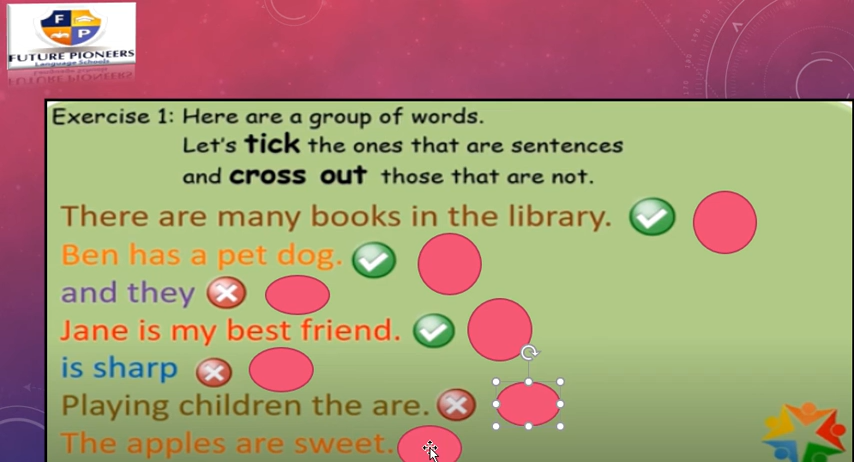 F
P
FUTURE PIONEERS
Language Schools
Exercise 1: Here are a group of words.
Let's tick the ones that are sentences
and cross out those that are not.
There are many books in the library.
Ben has a pet dog.
and they
Jane is my best friend.
is sharp
Playing children the are.
The apples are sweet.